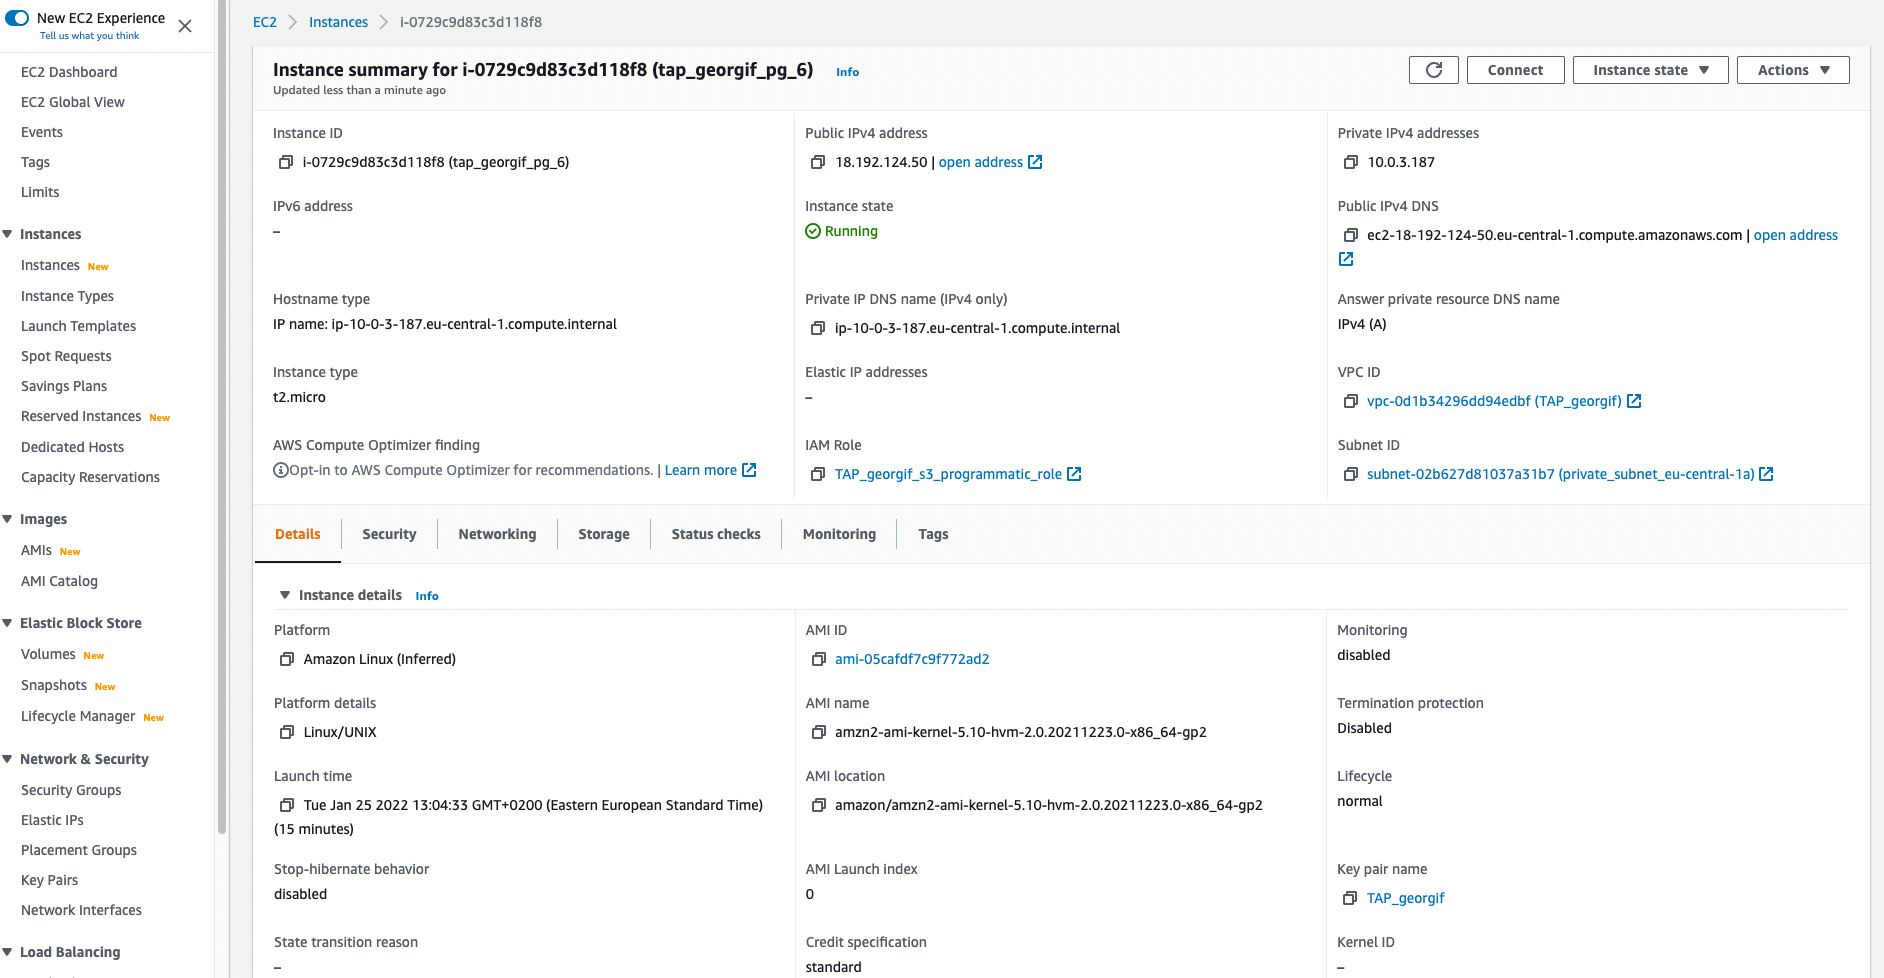 New EC2 Experience
Tell us what you think
EC2 Dashboard
EC2 Global View
Events
Tags
Limits
Instances
Instances New
Instance Types
Launch Templates
Spot Requests
Savings Plans
Reserved Instances New
Dedicated Hosts
Capacity Reservations
Images
AMIs New
AMI Catalog
Elastic Block Store
Volumes New
Snapshots New
Lifecycle Manager New
Network & Security
Security Groups
Elastic IPs
Placement Groups
Key Pairs
Network Interfaces
Load Balancing
EC2 > Instances > i-0729c9d83c3d118f8
Instance summary for i-0729c9d83c3d118f8 (tap_georgif_pg_6) Info
Updated less than a minute ago
Connect
Instance state
Actions
Instance ID
i-0729c9d83c3d118f8 (tap_georgif_pg_6)
Public IPv4 address
18.192.124.50 | open address
Private IPv4 addresses
10.0.3.187
IPv6 address
–
Instance state
Running
Public IPv4 DNS
ec2-18-192-124-50.eu-central-1.compute.amazonaws.com | open address
Hostname type
IP name: ip-10-0-3-187.eu-central-1.compute.internal
Private IP DNS name (IPv4 only)
ip-10-0-3-187.eu-central-1.compute.internal
Answer private resource DNS name
IPv4 (A)
Instance type
t2.micro
Elastic IP addresses
–
VPC ID
vpc-0d1b34296dd94edbf (TAP_georgif)
AWS Compute Optimizer finding
Opt-in to AWS Compute Optimizer for recommendations. | Learn more
IAM Role
TAP_georgif_s3_programmatic_role
Subnet ID
subnet-02b627d81037a31b7 (private_subnet_eu-central-1a)
Details
Security
Networking
Storage
Status checks
Monitoring
Tags
Instance details Info
Platform
Amazon Linux (Inferred)
AMI ID
ami-05cafdf7c9f772ad2
Monitoring
disabled
Platform details
Linux/UNIX
AMI name
amzn2-ami-kernel-5.10-hvm-2.0.20211223.0-x86_64-gp2
Termination protection
Disabled
Launch time
Tue Jan 25 2022 13:04:33 GMT+0200 (Eastern European Standard Time)
(15 minutes)
AMI location
amazon/amzn2-ami-kernel-5.10-hvm-2.0.20211223.0-x86_64-gp2
Lifecycle
normal
Stop-hibernate behavior
disabled
AMI Launch index
0
Key pair name
TAP_georgif
State transition reason
–
Credit specification
standard
Kernel ID
–